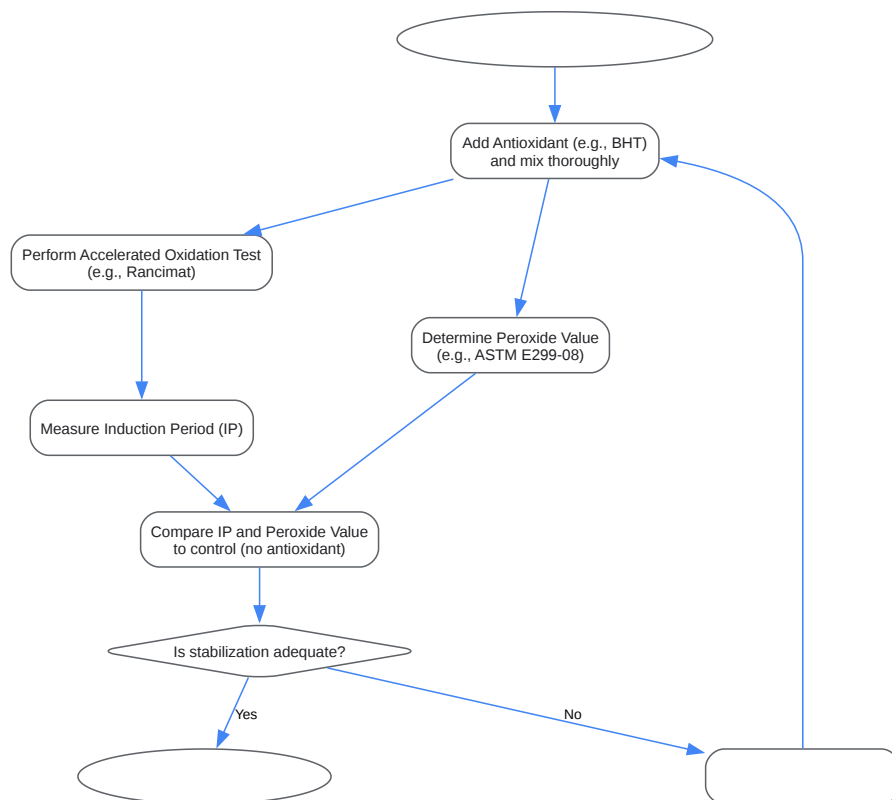 Add Antioxidant (e.g., BHT)
and mix thoroughly
Perform Accelerated Oxidation Test
(e.g., Rancimat)
Determine Peroxide Value
(e.g., ASTM E299-08)
Measure Induction Period (IP)
Compare IP and Peroxide Value
to control (no antioxidant)
Is stabilization adequate?
Yes
No